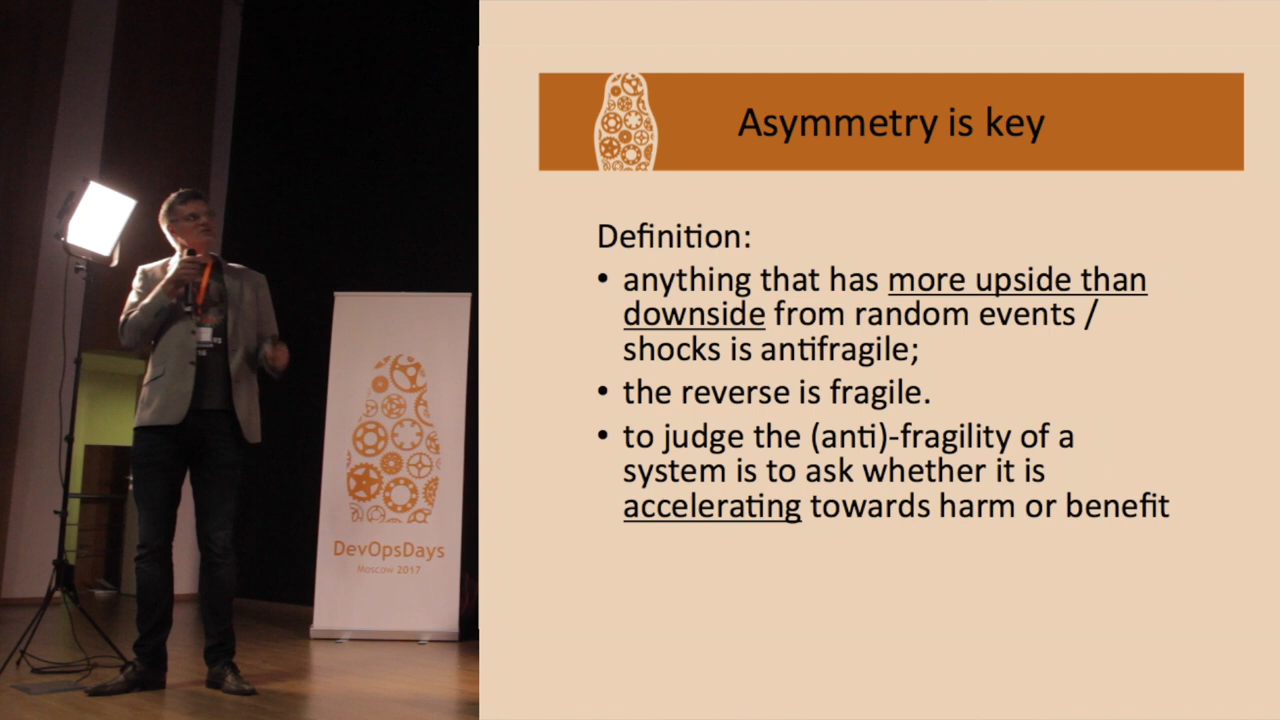 Asymmetry is key
Definition:
• anything that has more upside than
downside from random events /
shocks is antifragile;
• the reverse is fragile.
• to judge the (anti)-fragility of a
system is to ask whether it is
accelerating towards harm or benefit
DevOpsDays
Moscow 2017